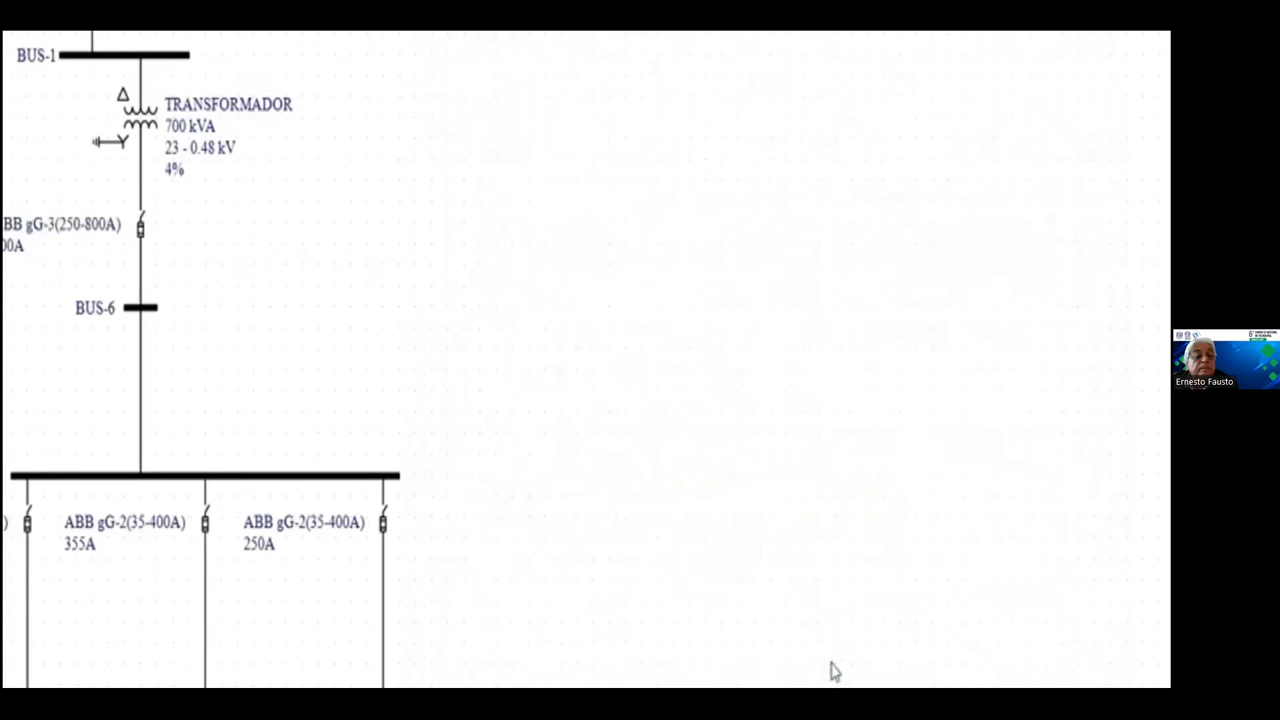 BUS-1
TRANSFORMADOR
700 kVA
23 - 0.48 kV
4%
BB gG-3(250-800A)
00A
BUS-6
)
ABB gG-2(35-400A)
355A
ABB gG-2(35-400A)
250A
Ernesto Fausto